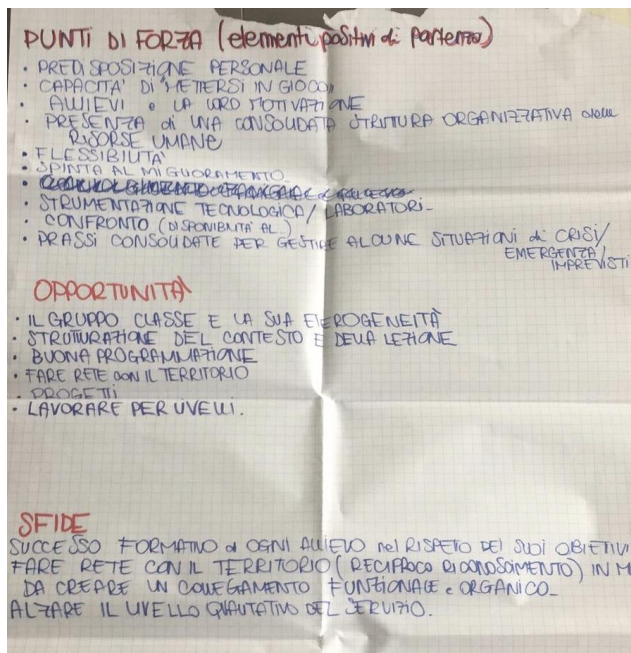 PUNTI DI FORZA (elementi positivi di partenza)
• PREDISPOSIZIONE PERSONALE
• CAPACITA' DI METTERSI IN GIOCO
• ALLIEVI e LA LORO MOTIVAZIONE
• PRESENZA di UNA CONSOLIDATA STRUTTURA ORGANIZZATIVA delle
RISORSE UMANE
• FLESSIBILITA'
• SPINTA AL MIGLIORAMENTO
• STRUMENTAZIONE TECNOLOGICA / LABORATORI-
• CONFRONTO (DISPONIBILITA' AL)
• PRASSI CONSOLIDATE PER GESTIRE ALCUNE SITUAZIONI di CRISI/
EMERGENZA/
IMPREVISTI
OPPORTUNITA'
• IL GRUPPO CLASSE E LA SUA ETEROGENEITÀ
• STRUTTURAZIONE DEL CONTESTO E DELLA LEZIONE
• BUONA PROGRAMMAZIONE
• FARE RETE CON IL TERRITORIO
• PROGETTI
• LAVORARE PER LIVELLI.
SFIDE
SUCCESSO FORMATIVO di OGNI ALLIEVO nel RISPETO DEI SUOI OBIETTIVI
FARE RETE CON IL TERRITORIO (RECIPROCO RICONOSCIMENTO) IN M
DA CREARE UN COLLEGAMENTO FUNZIONALE e ORGANICO-
ALZARE IL LIVELLO QUALITATIVO DEL SERVIZIO.